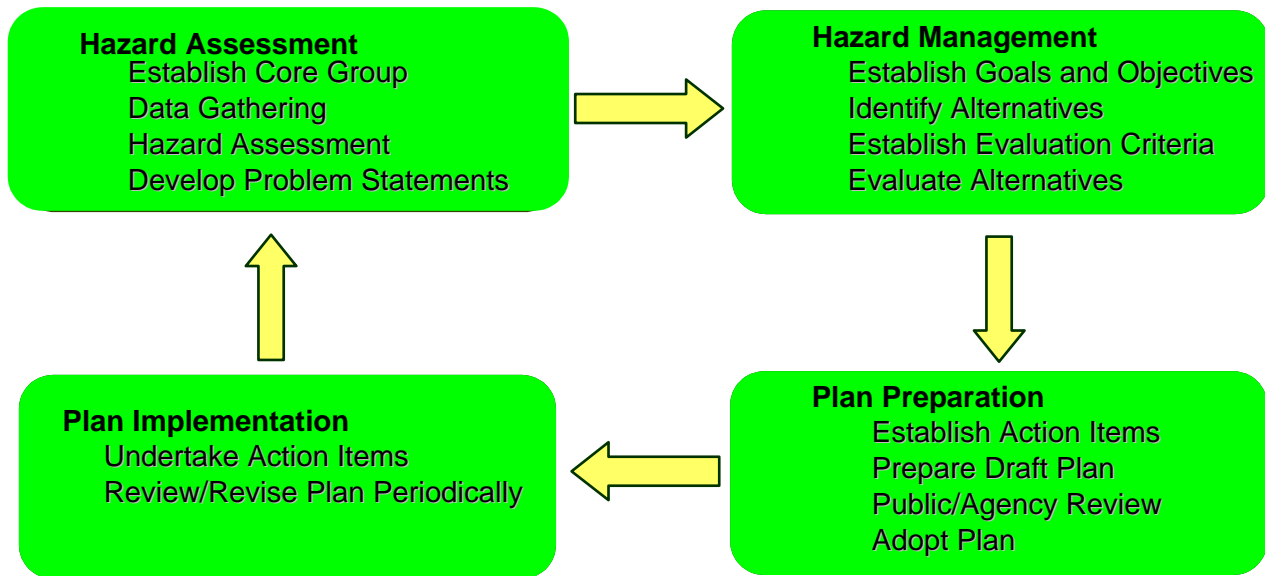 Hazard Assessment
Establish Core Group
Data Gathering
Hazard Assessment
Develop Problem Statements
Hazard Management
Establish Goals and Objectives
Identify Alternatives
Establish Evaluation Criteria
Evaluate Alternatives
Plan Implementation
Undertake Action Items
Review/Revise Plan Periodically
Plan Preparation
Establish Action Items
Prepare Draft Plan
Public/Agency Review
Adopt Plan